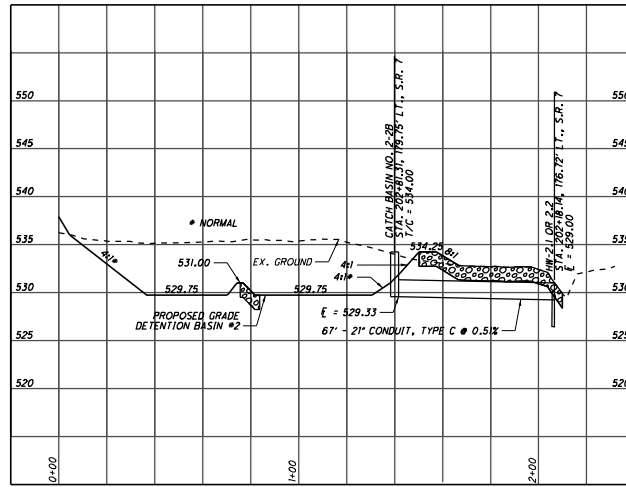 550
545
540
535
530
525
520
550
545
540
535
530
525
520
* NORMAL
4:1*
531.00
EX. GROUND
529.75
529.75
PROPOSED GRADE
DETENTION BASIN #2
4:1
4:1*
534.25
8:1
℄ = 529.33
67' - 21" CONDUIT, TYPE C @ 0.51%
CATCH BASIN NO. 2-2B
STA. 202+81.31, 179.75' LT., S.R. 7
T/C = 534.00
HW-2.1 OR 2.2
STA. 202+18.14, 176.72' LT., S.R. 7
℄ = 529.00
0+00
1+00
2+00